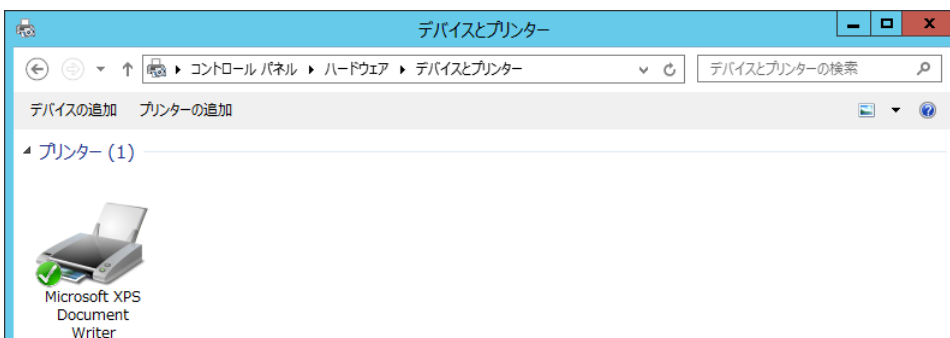 デバイスとプリンター
コントロール パネル ▸ ハードウェア ▸ デバイスとプリンター
デバイスとプリンターの検索
デバイスの追加 プリンターの追加
プリンター (1)
Microsoft XPS
Document
Writer